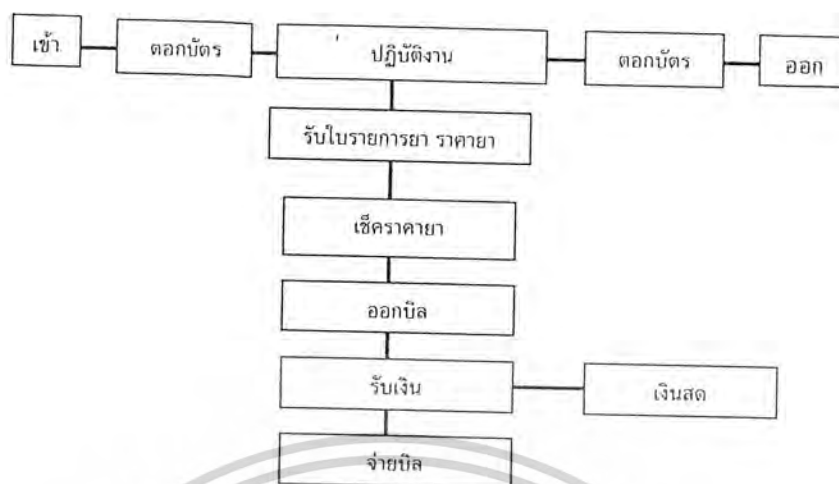 เข้า ตอกบัตร ปฏิบัติงาน ตอกบัตร ออก
รับใบรายการยา ราคายา
เช็คราคายา
ออกบิล
รับเงิน เงินสด
จ่ายบิล